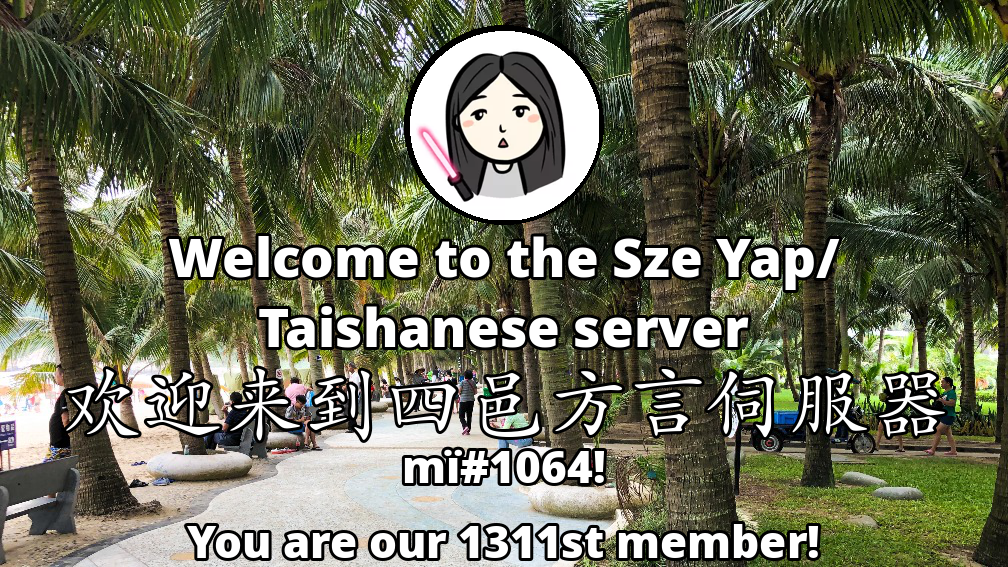 Welcome to the Sze Yap/
Taishanese server
欢迎来到四邑方言伺服器
mï#1064!
You are our 1311st member!